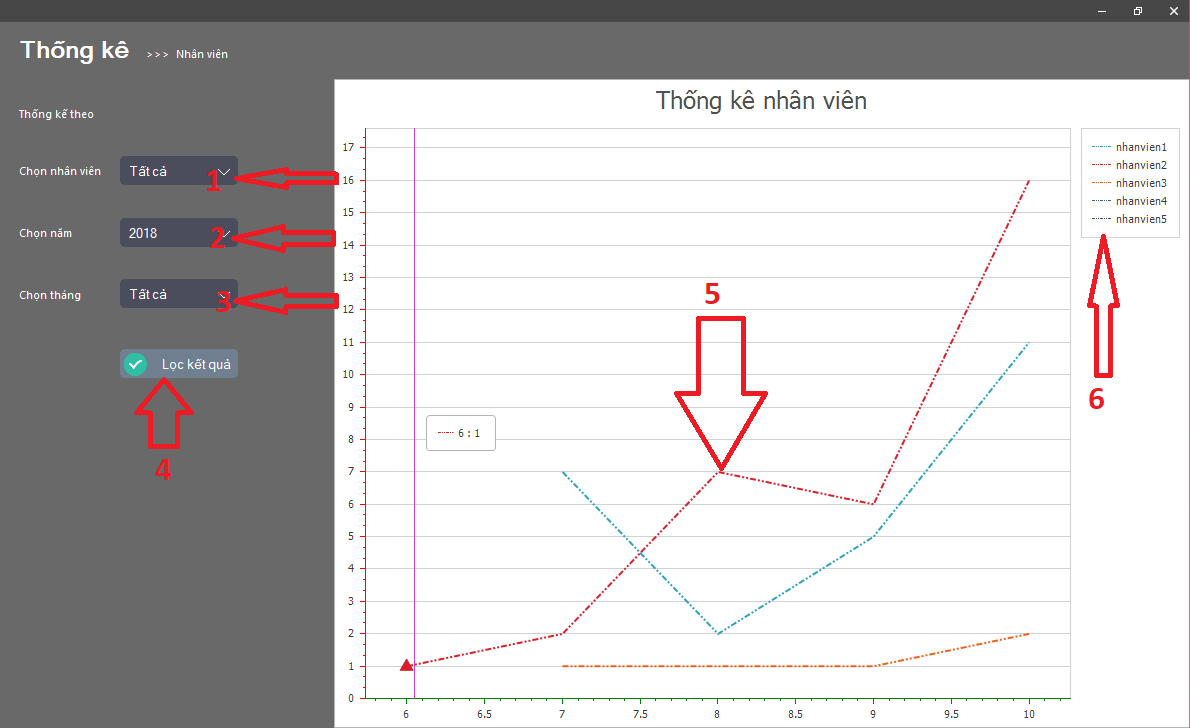 Thống kê >>> Nhân viên
Thống kế theo
Chọn nhân viên Tất cả 1
Chọn năm 2018 2
Chọn tháng Tất cả 3
Lọc kết quả
4
Thống kê nhân viên
17
16
15
14
13
12
11
10
9
8
7
6
5
4
3
2
1
0
6 6.5 7 7.5 8 8.5 9 9.5 10
5
6 : 1
nhanvien1
nhanvien2
nhanvien3
nhanvien4
nhanvien5
6